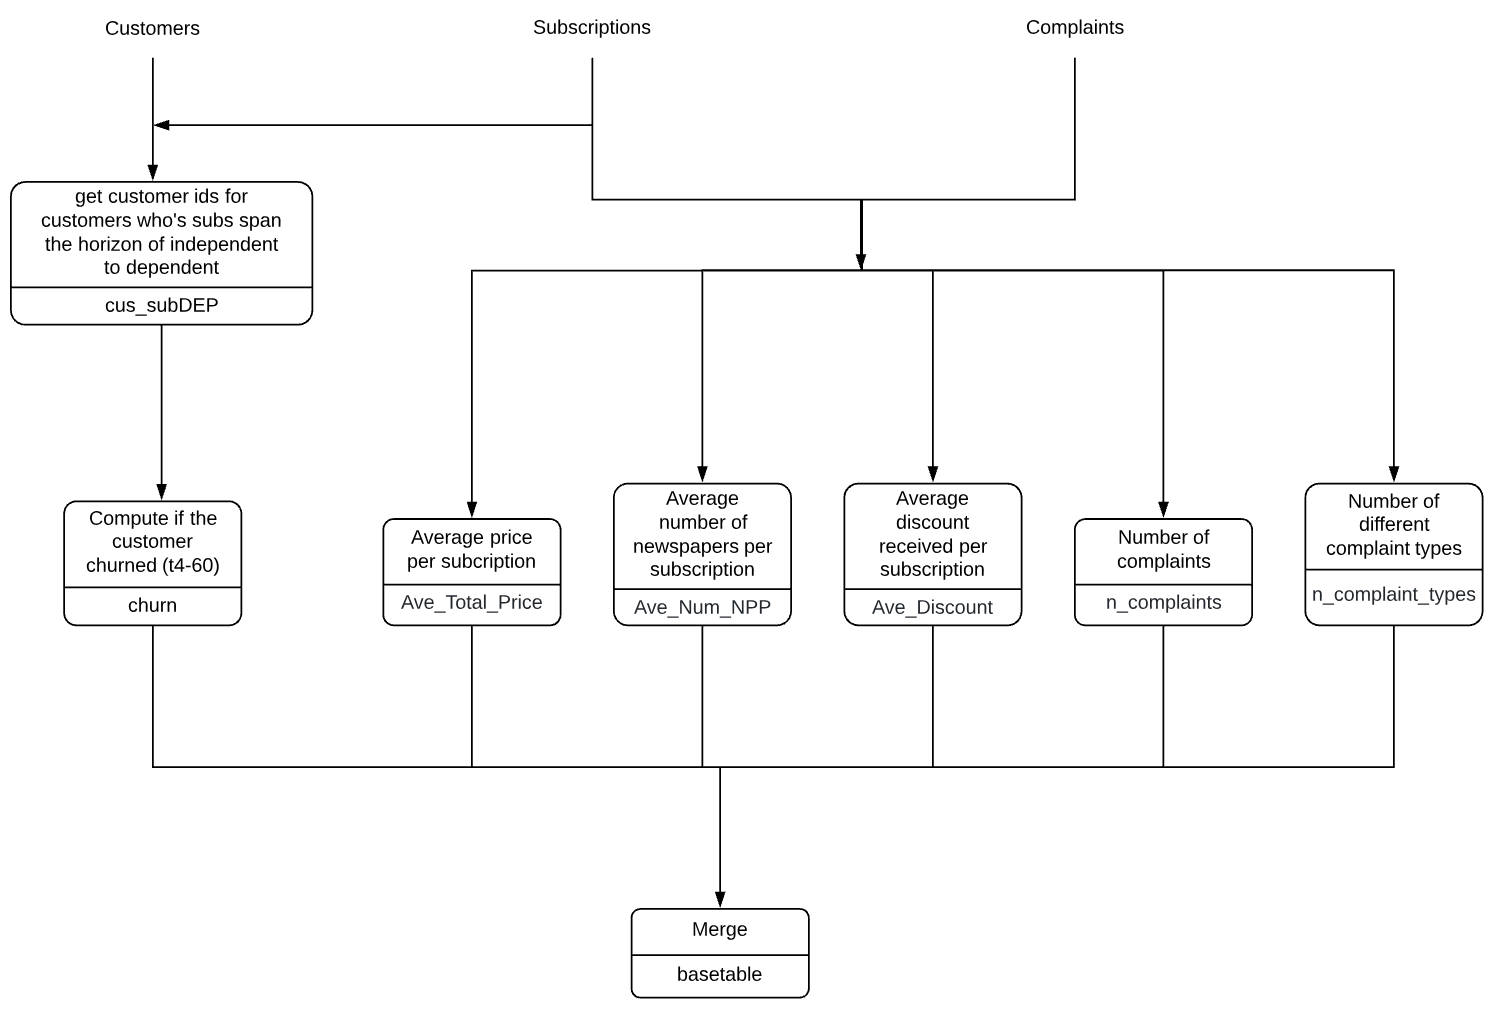 Customers
Subscriptions
Complaints
get customer ids for
customers who's subs span
the horizon of independent
to dependent
cus_subDEP
Compute if the
customer
churned (t4-60)
churn
Average price
per subcription
Ave_Total_Price
Average
number of
newspapers per
subscription
Ave_Num_NPP
Average
discount
received per
subscription
Ave_Discount
Number of
complaints
n_complaints
Number of
different
complaint types
n_complaint_types
Merge
basetable